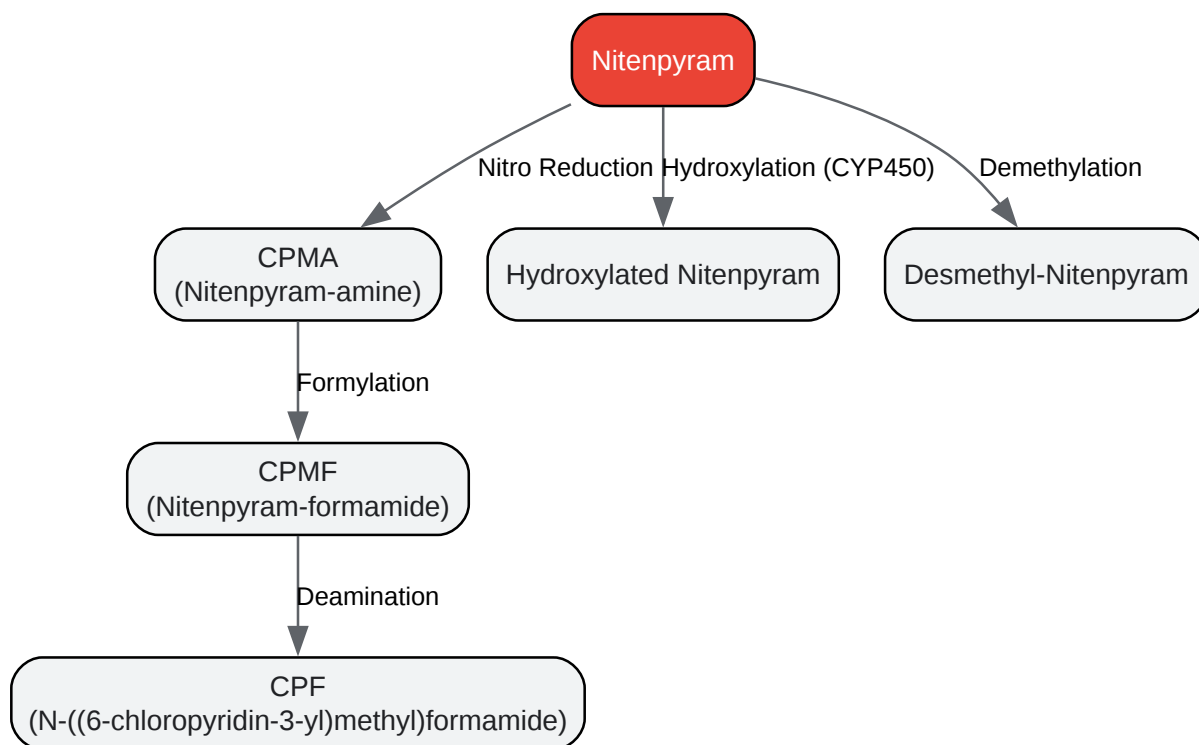 Nitenpyram
Nitro Reduction
Hydroxylation (CYP450)
Demethylation
CPMA
(Nitenpyram-amine)
Hydroxylated Nitenpyram
Desmethyl-Nitenpyram
Formylation
CPMF
(Nitenpyram-formamide)
Deamination
CPF
(N-((6-chloropyridin-3-yl)methyl)formamide)